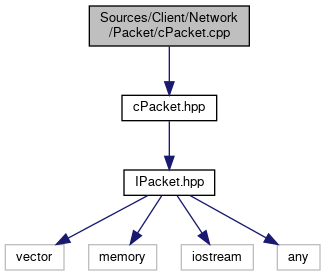 Sources/Client/Network
/Packet/cPacket.cpp
cPacket.hpp
IPacket.hpp
vector
memory
iostream
any